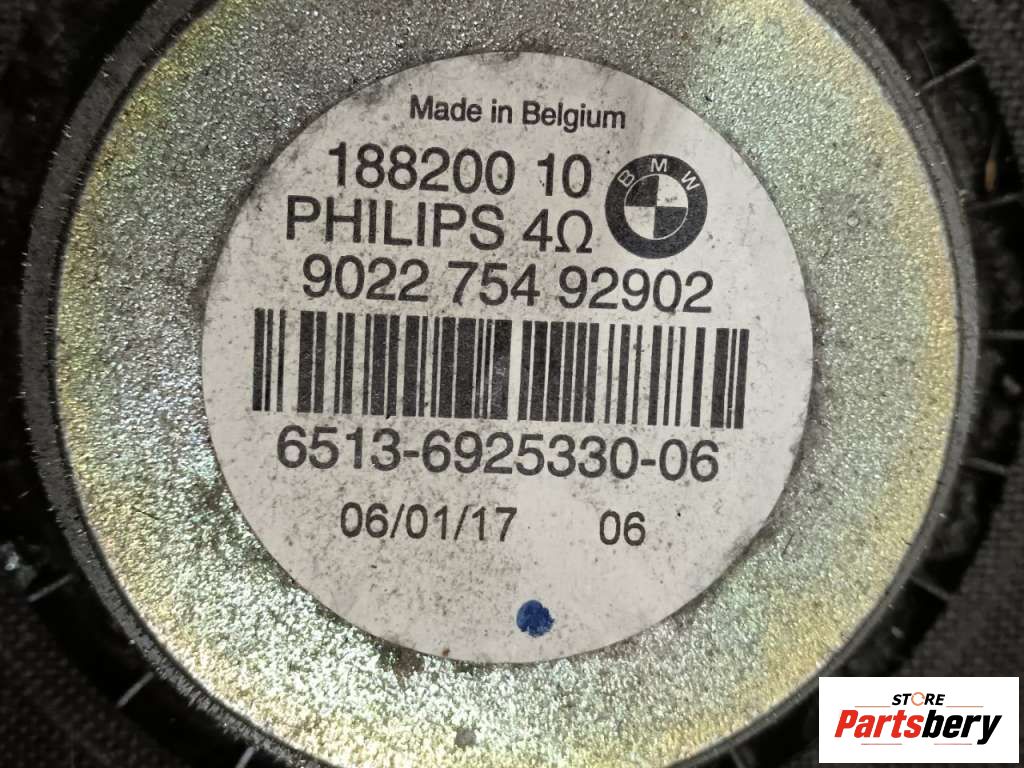 Made in Belgium
188200 10
BMW
PHILIPS 4Ω
9022 754 92902
6513-6925330-06
06/01/17 06
STORE
Partsbery